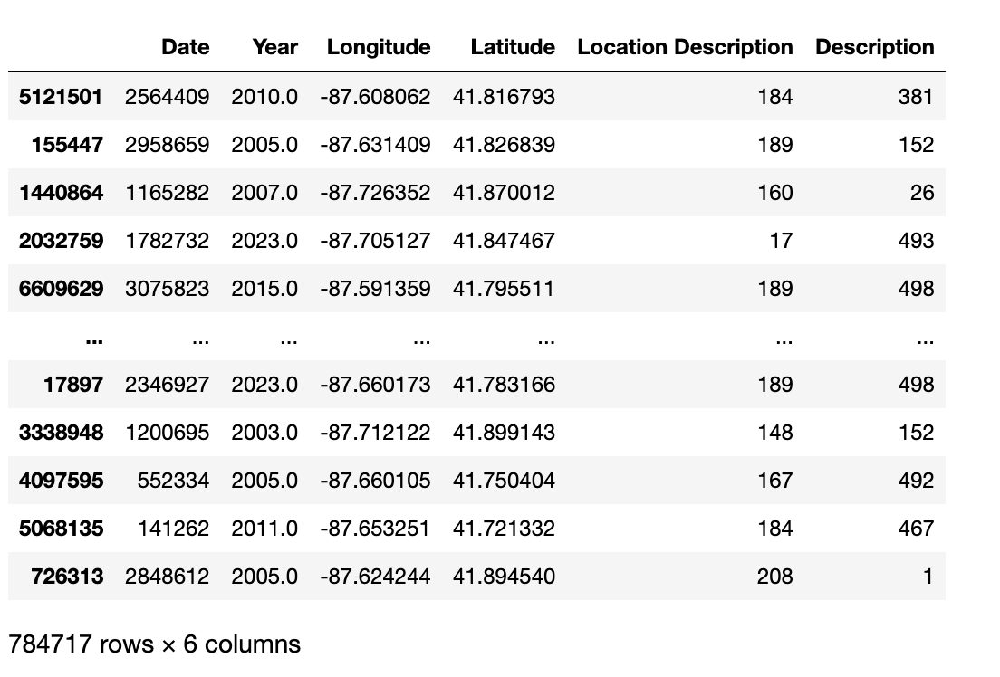 Date Year Longitude Latitude Location Description Description
5121501 2564409 2010.0 -87.608062 41.816793 184 381
155447 2958659 2005.0 -87.631409 41.826839 189 152
1440864 1165282 2007.0 -87.726352 41.870012 160 26
2032759 1782732 2023.0 -87.705127 41.847467 17 493
6609629 3075823 2015.0 -87.591359 41.795511 189 498
... ... ... ... ... ... ...
17897 2346927 2023.0 -87.660173 41.783166 189 498
3338948 1200695 2003.0 -87.712122 41.899143 148 152
4097595 552334 2005.0 -87.660105 41.750404 167 492
5068135 141262 2011.0 -87.653251 41.721332 184 467
726313 2848612 2005.0 -87.624244 41.894540 208 1
784717 rows × 6 columns